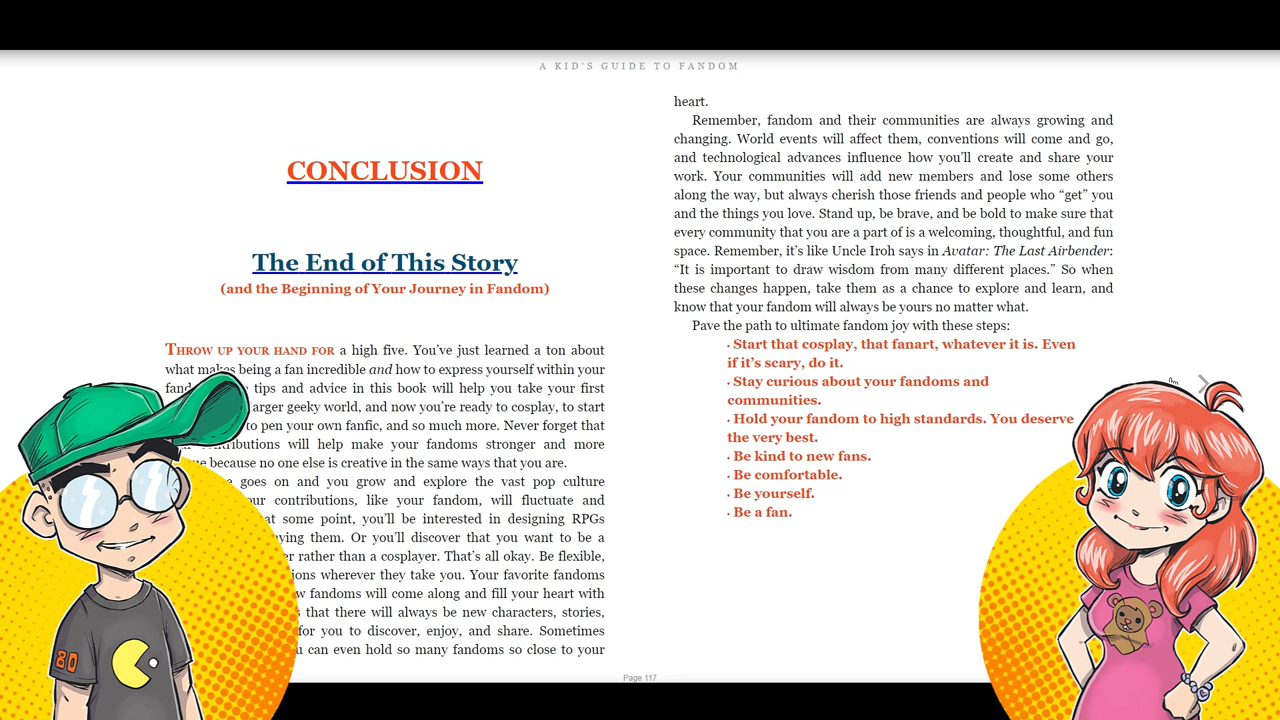 A KID'S GUIDE TO FANDOM
CONCLUSION
The End of This Story
(and the Beginning of Your Journey in Fandom)
THROW UP YOUR HAND FOR a high five. You've just learned a ton about
what makes being a fan incredible and how to express yourself within your
tips and advice in this book will help you take your first
arger geeky world, and now you're ready to cosplay, to start
to pen your own fanfic, and so much more. Never forget that
contributions will help make your fandoms stronger and more
because no one else is creative in the same ways that you are.
goes on and you grow and explore the vast pop culture
our contributions, like your fandom, will fluctuate and
at some point, you'll be interested in designing RPGs
ying them. Or you'll discover that you want to be a
r rather than a cosplayer. That's all okay. Be flexible,
ions wherever they take you. Your favorite fandoms
w fandoms will come along and fill your heart with
that there will always be new characters, stories,
for you to discover, enjoy, and share. Sometimes
u can even hold so many fandoms so close to your
heart.
Remember, fandom and their communities are always growing and
changing. World events will affect them, conventions will come and go,
and technological advances influence how you'll create and share your
work. Your communities will add new members and lose some others
along the way, but always cherish those friends and people who “get” you
and the things you love. Stand up, be brave, and be bold to make sure that
every community that you are a part of is a welcoming, thoughtful, and fun
space. Remember, it's like Uncle Iroh says in Avatar: The Last Airbender:
“It is important to draw wisdom from many different places.” So when
these changes happen, take them as a chance to explore and learn, and
know that your fandom will always be yours no matter what.
Pave the path to ultimate fandom joy with these steps:
· Start that cosplay, that fanart, whatever it is. Even
if it's scary, do it.
· Stay curious about your fandoms and
communities.
· Hold your fandom to high standards. You deserve
the very best.
· Be kind to new fans.
· Be comfortable.
· Be yourself.
· Be a fan.
Page 117
80